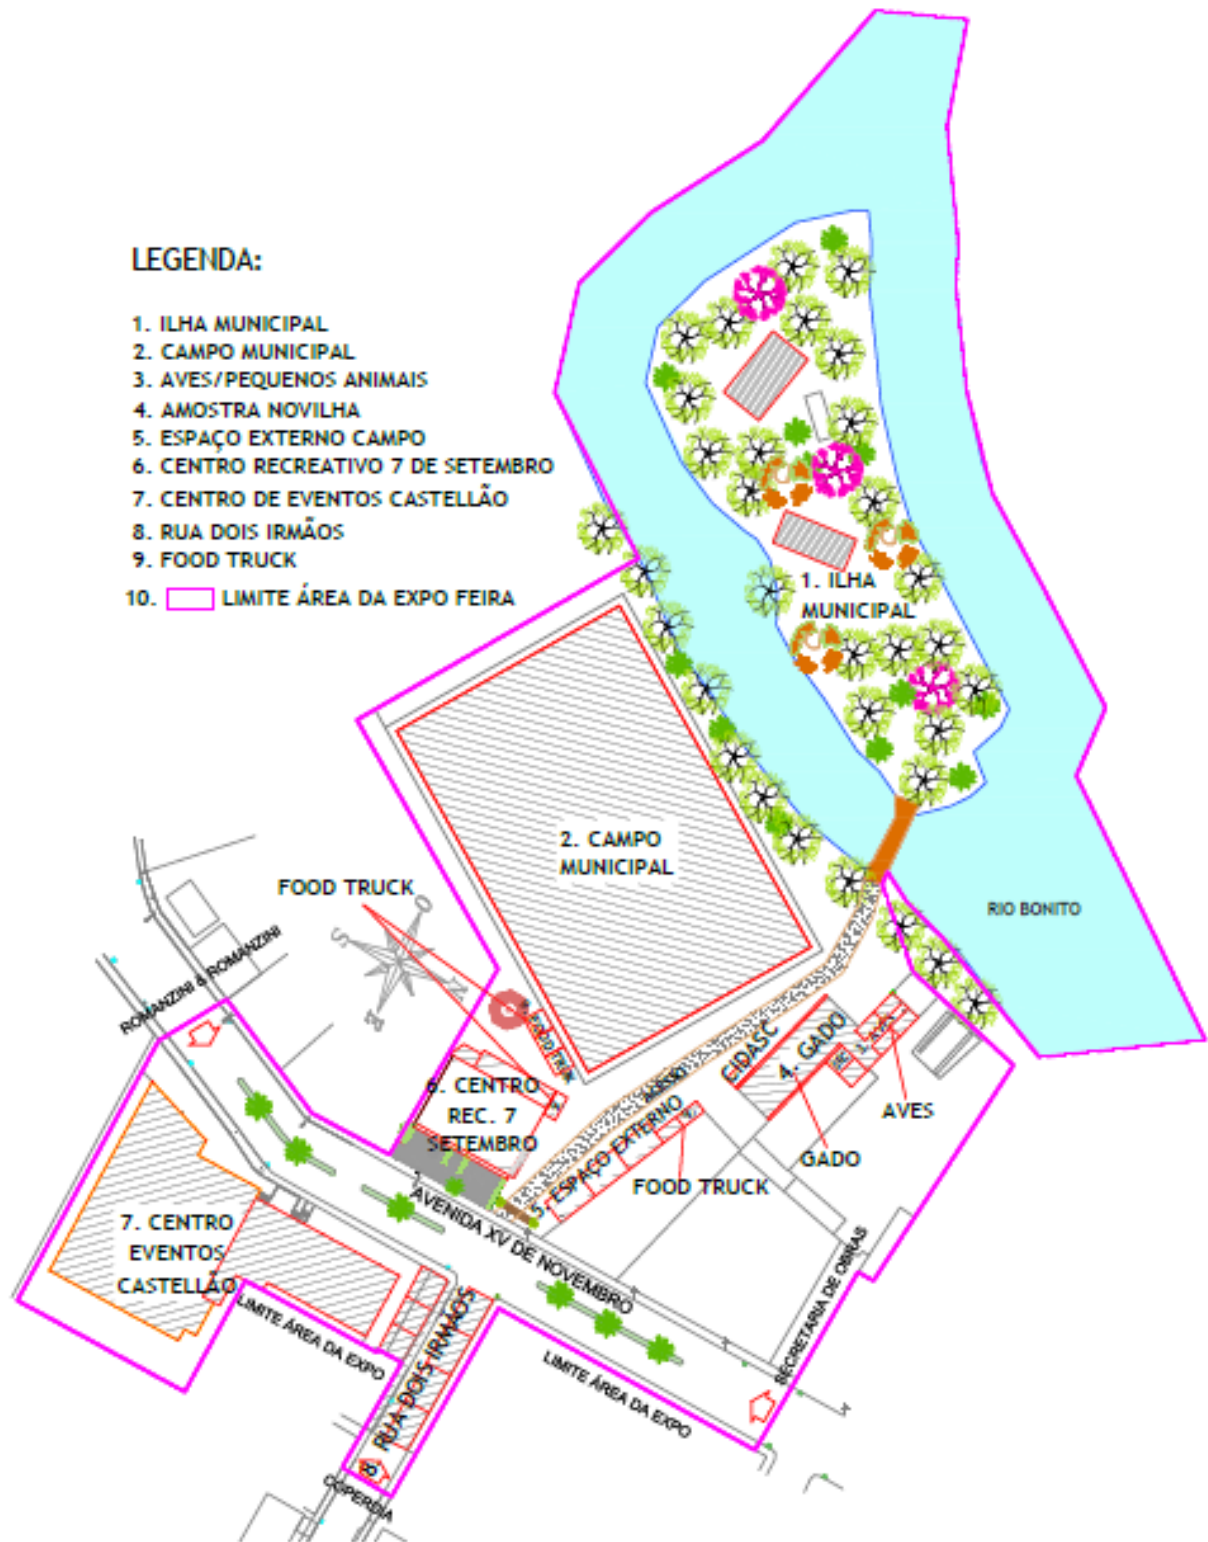 LEGENDA:
1. ILHA MUNICIPAL
2. CAMPO MUNICIPAL
3. AVES/PEQUENOS ANIMAIS
4. AMOSTRA NOVILHA
5. ESPAÇO EXTERNO CAMPO
6. CENTRO RECREATIVO 7 DE SETEMBRO
7. CENTRO DE EVENTOS CASTELLÃO
8. RUA DOIS IRMÃOS
9. FOOD TRUCK
10. LIMITE ÁREA DA EXPO FEIRA
1. ILHA
MUNICIPAL
2. CAMPO
MUNICIPAL
FOOD TRUCK
RIO BONITO
ROMANZINI & ROMANZINI
O
S
N
CIDASC
4. GADO
ACESSO
6. CENTRO
REC. 7
SETEMBRO
AVES
GADO
5. ESPAÇO EXTERNO
FOOD TRUCK
AVENIDA XV DE NOVEMBRO
7. CENTRO
EVENTOS
CASTELLÃO
SECRETARIA DE OBRAS
LIMITE ÁREA DA EXPO
8 RUA DOIS IRMÃOS
LIMITE ÁREA DA EXPO
COPERDIA